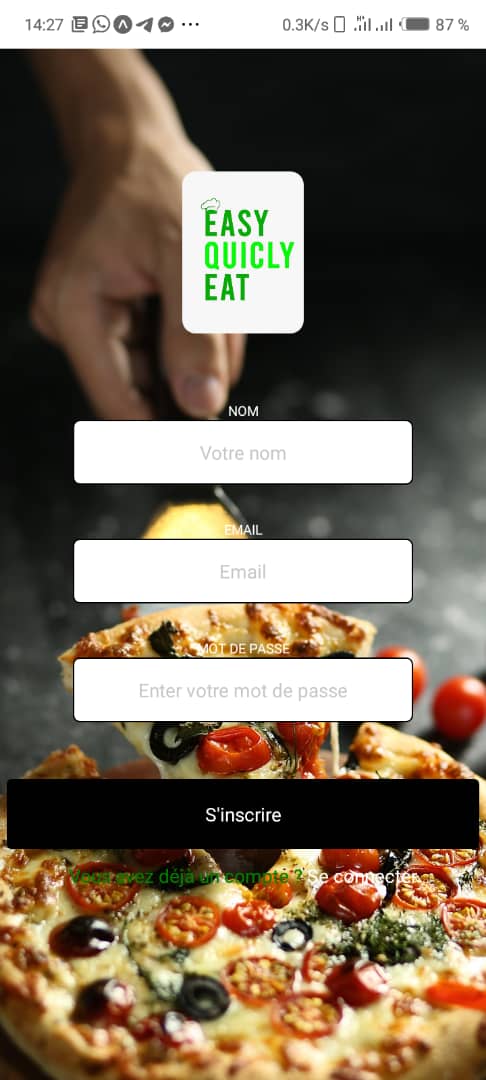 14:27
0.3K/s
87 %
EASY
QUICLY
EAT
NOM
Votre nom
EMAIL
Email
MOT DE PASSE
Enter votre mot de passe
S'inscrire
Vous avez déjà un compte ? Se connecter